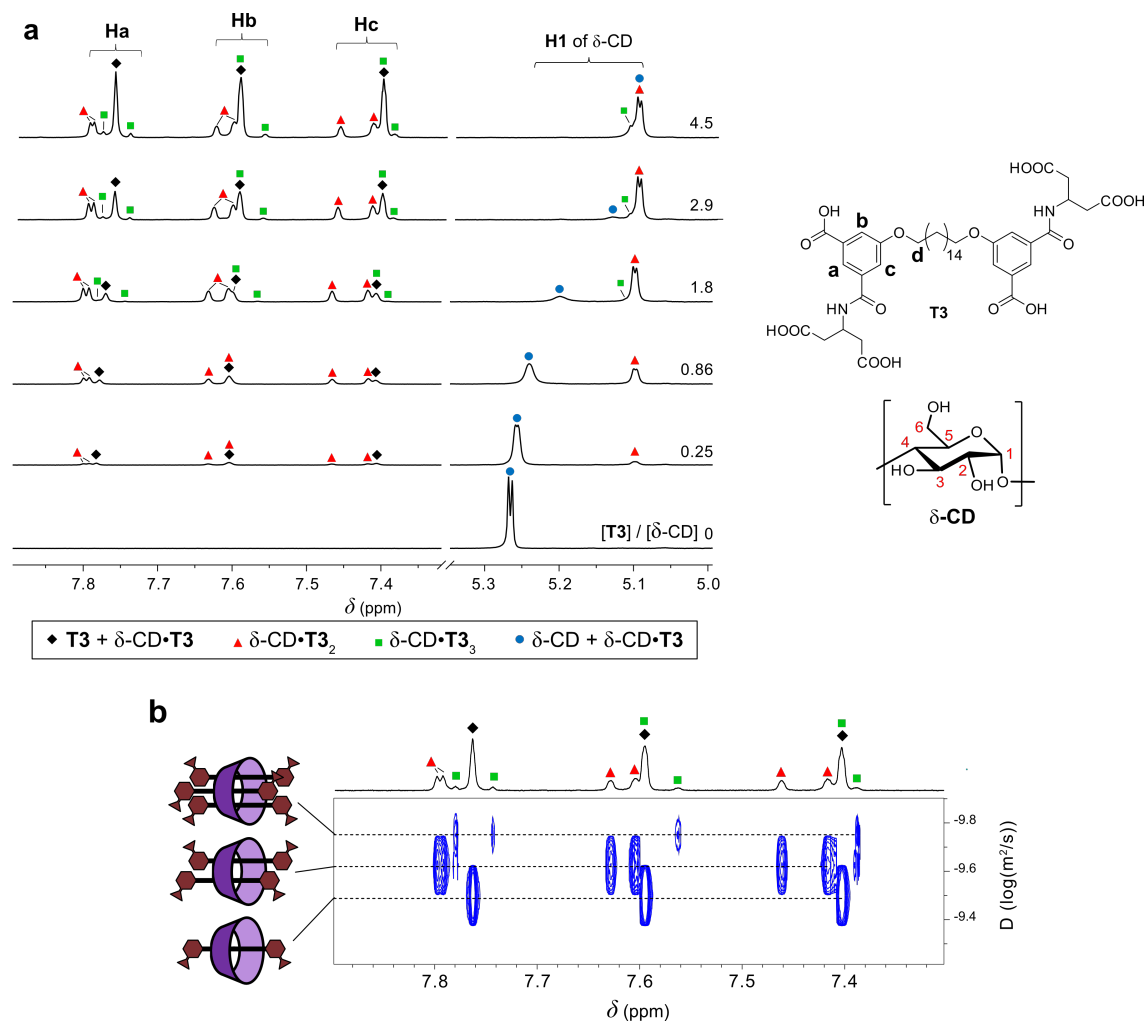 a
Ha
Hb
Hc
H1 of δ-CD
4.5
2.9
1.8
0.86
0.25
[T3] / [δ-CD] 0
7.8 7.7 7.6 7.5 7.4 5.3 5.2 5.1 5.0
δ (ppm)
T3 + δ-CD•T3 δ-CD•T3₂ δ-CD•T3₃ δ-CD + δ-CD•T3
HOOC
COOH
OH
HN
COOH
O
b
O
O
O
d
14
a
c
O
T3
O
OH
O
NH
HOOC
COOH
OH
6
5
O
4
1
HO
2
3
OH
O
δ-CD
b
-9.8
-9.6
-9.4
D (log(m²/s))
7.8 7.7 7.6 7.5 7.4
δ (ppm)